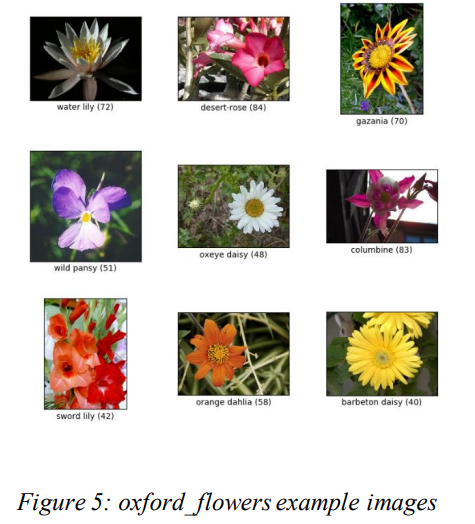 water lily (72)
desert-rose (84)
gazania (70)
wild pansy (51)
oxeye daisy (48)
columbine (83)
sword lily (42)
orange dahlia (58)
barbeton daisy (40)
Figure 5: oxford_flowers example images